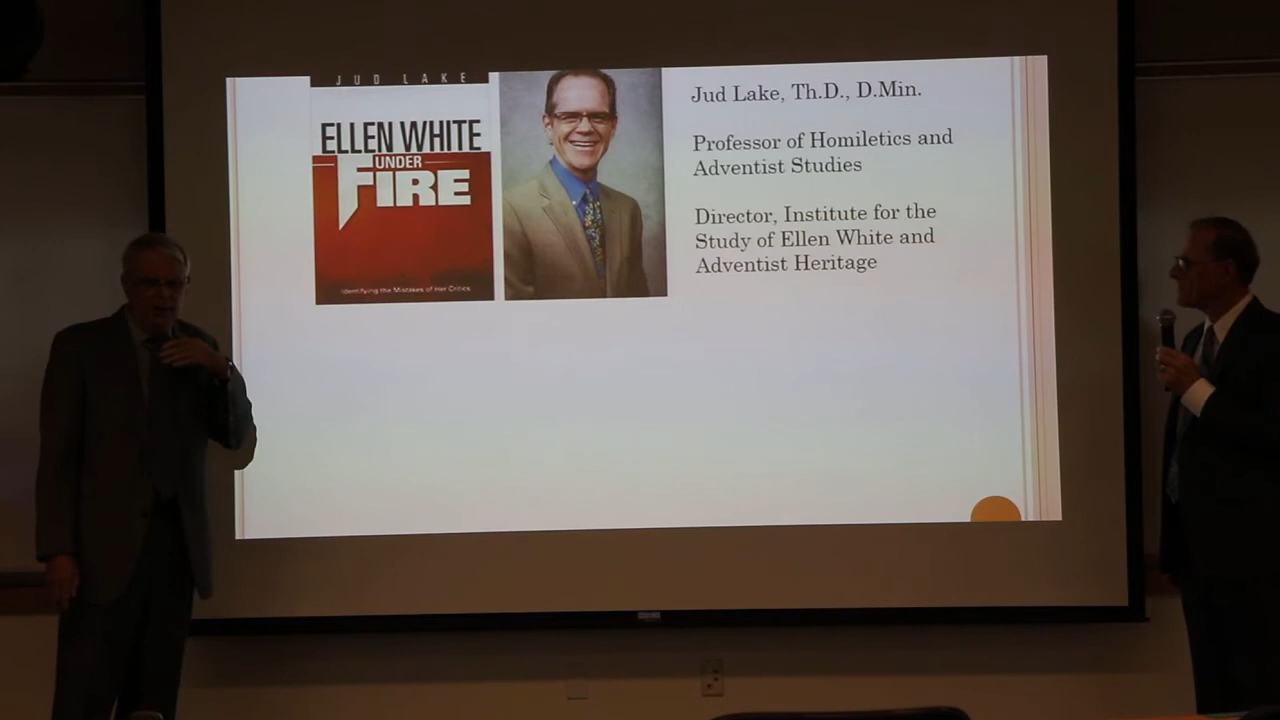 JUD LAKE
ELLEN WHITE
UNDER
FIRE
Identifying the Mistakes of Her Critics
Jud Lake, Th.D., D.Min.
Professor of Homiletics and
Adventist Studies
Director, Institute for the
Study of Ellen White and
Adventist Heritage